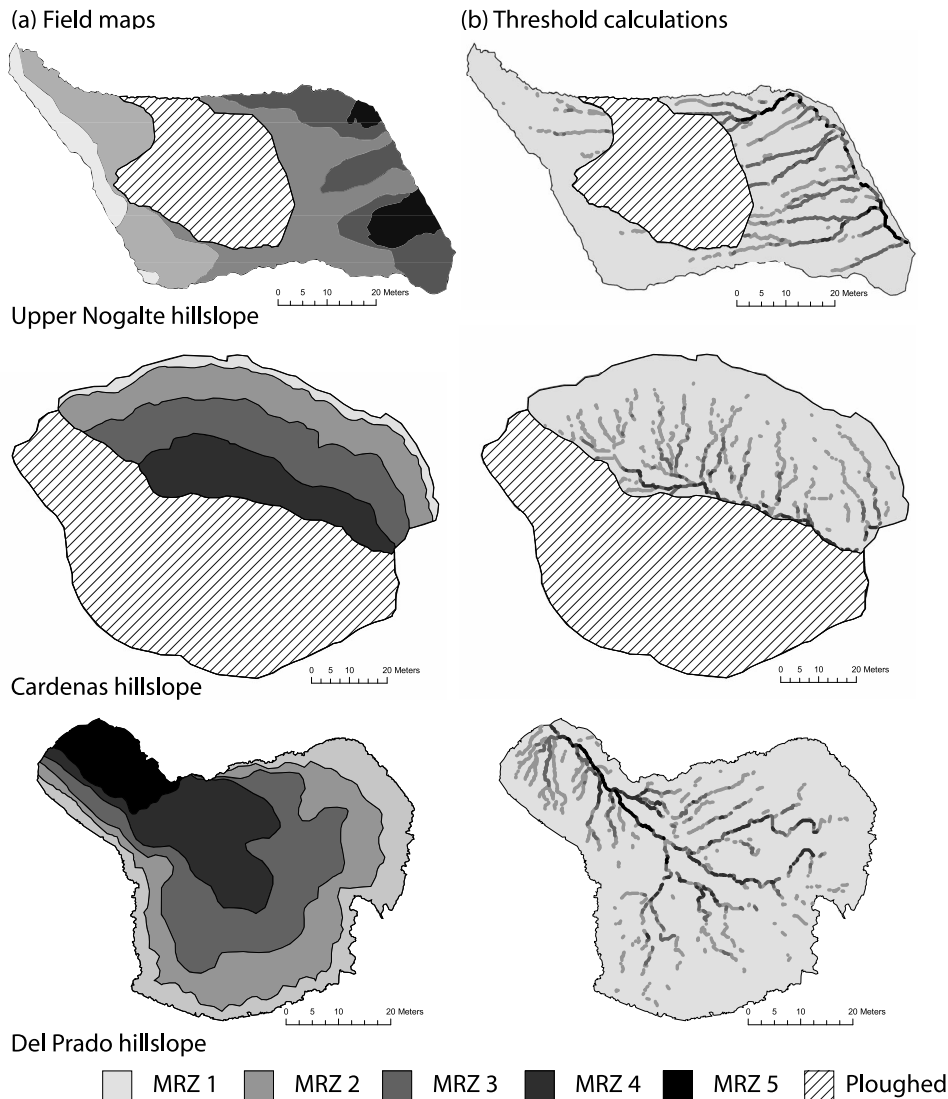 (a) Field maps
(b) Threshold calculations
0 5 10 20 Meters
0 5 10 20 Meters
Upper Nogalte hillslope
0 5 10 20 Meters
0 5 10 20 Meters
Cardenas hillslope
0 5 10 20 Meters
0 5 10 20 Meters
Del Prado hillslope
MRZ 1 MRZ 2 MRZ 3 MRZ 4 MRZ 5 Ploughed